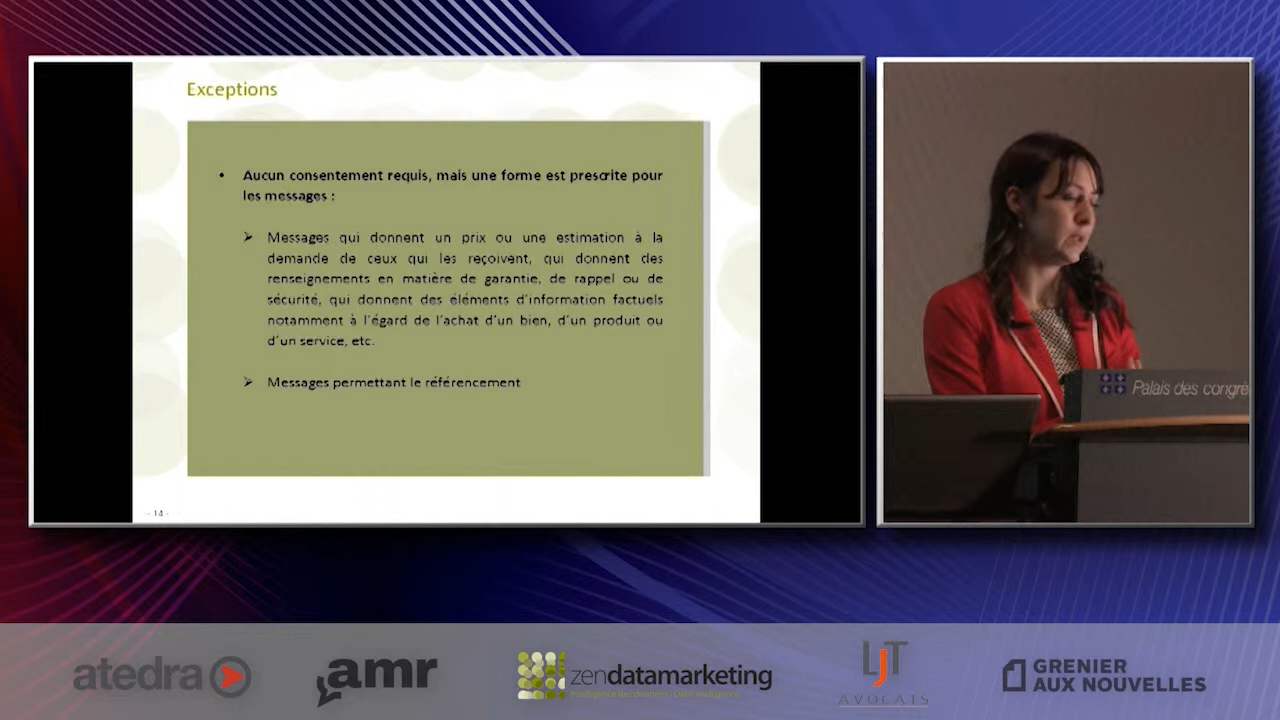 Exceptions
• Aucun consentement requis, mais une forme est prescrite pour
les messages :
➢ Messages qui donnent un prix ou une estimation à la
demande de ceux qui les reçoivent, qui donnent des
renseignements en matière de garantie, de rappel ou de
sécurité, qui donnent des éléments d'information factuels
notamment à l'égard de l'achat d'un bien, d'un produit ou
d'un service, etc.
➢ Messages permettant le référencement
- 14 -
Palais des congrè
atedra
amr
zendatamarketing
LJT
AVOCATS
GRENIER
AUX NOUVELLES